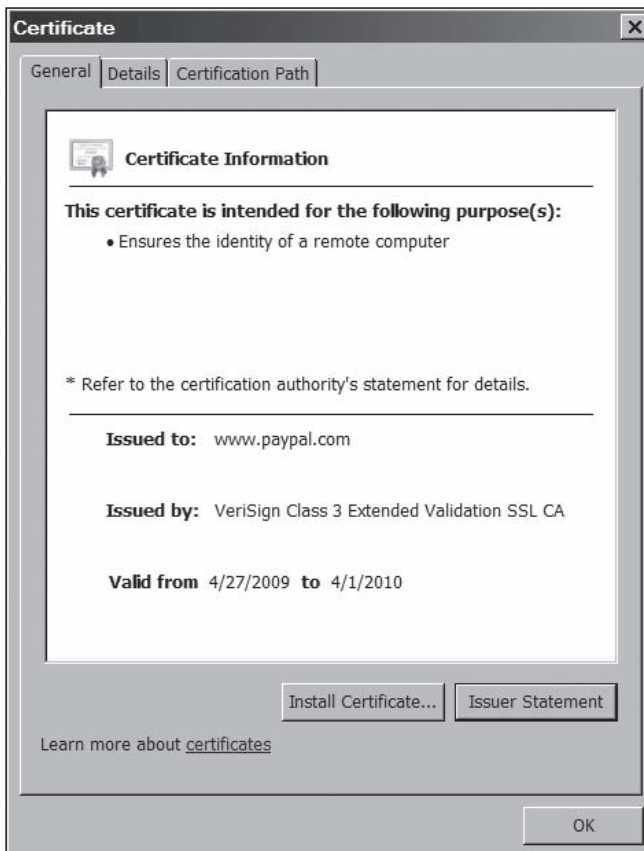 Certificate
General Details Certification Path
Certificate Information
This certificate is intended for the following purpose(s):
• Ensures the identity of a remote computer
* Refer to the certification authority's statement for details.
Issued to: www.paypal.com
Issued by: VeriSign Class 3 Extended Validation SSL CA
Valid from 4/27/2009 to 4/1/2010
Install Certificate... Issuer Statement
Learn more about certificates
OK